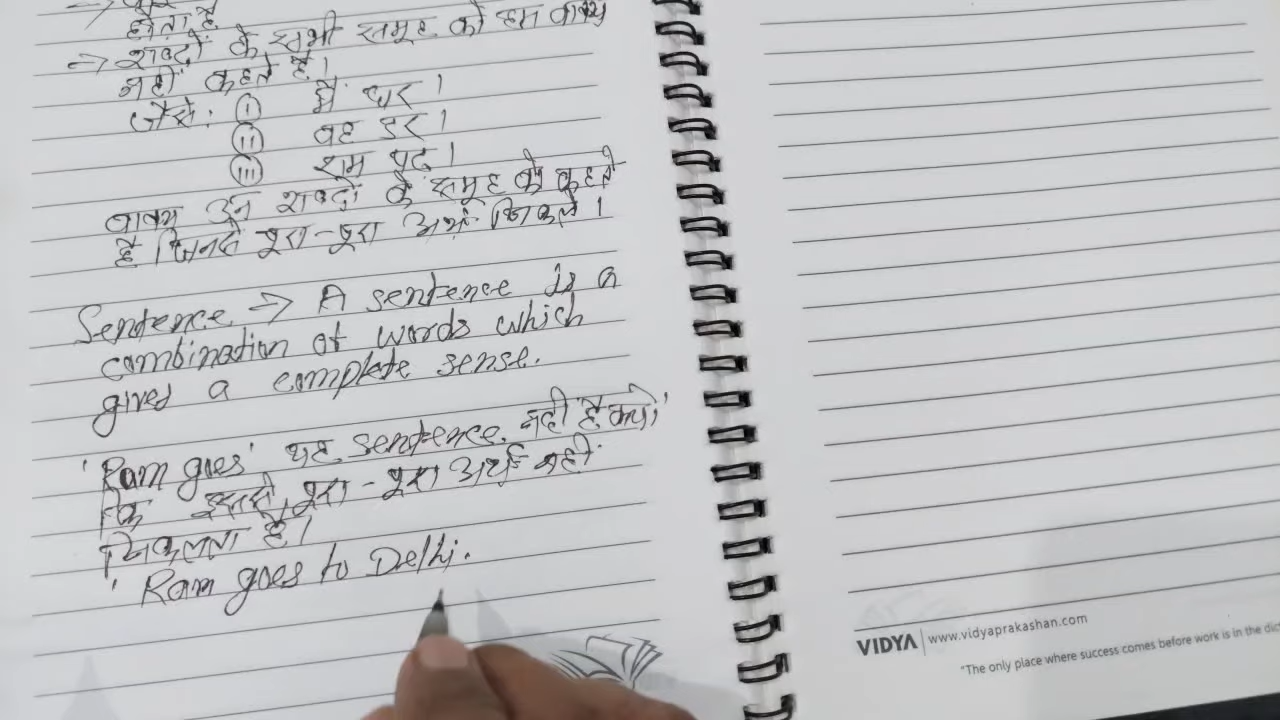 होता है
→ शब्दों के सभी समूह को हम वाक्य
नही कहते है।
जैसे: (i) मैं घर।
(ii) वह डर।
(iii) राम पद।
वाक्य उन शब्दों के समूह को कहते
है जिनसे पूरा-पूरा अर्थ निकले।
Sentence → A sentence is a
combination of words which
gives a complete sense.
'Ram goes' यह sentence नही है क्यो
कि इससे पूरा-पूरा अर्थ नही
निकलता है।
' Ram goes to Delhi.
VIDYA | www.vidyaprakashan.com
"The only place where success comes before work is in the dict